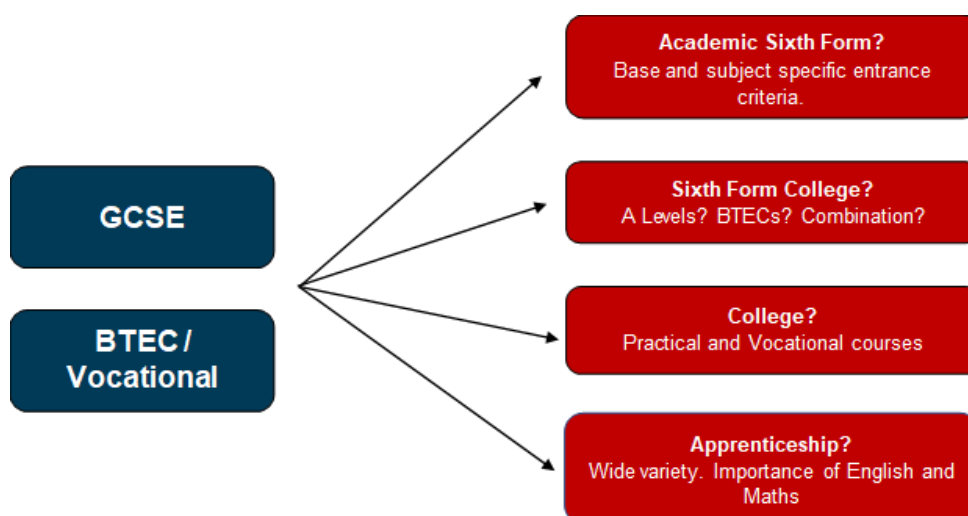 GCSE
BTEC /
Vocational
Academic Sixth Form?
Base and subject specific entrance
criteria.
Sixth Form College?
A Levels? BTECs? Combination?
College?
Practical and Vocational courses
Apprenticeship?
Wide variety. Importance of English and
Maths